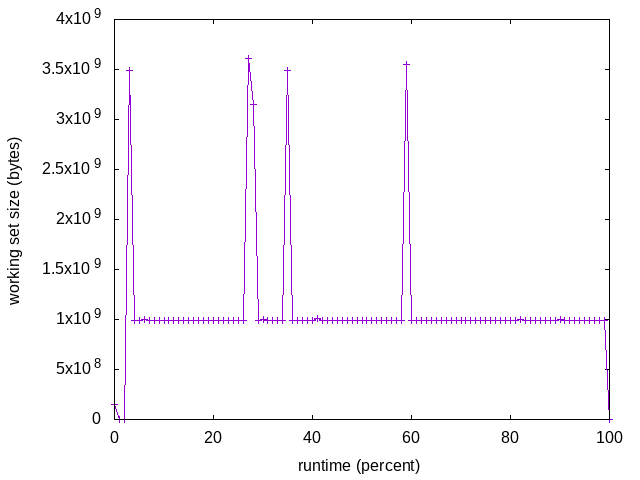 4x10^9
3.5x10^9
3x10^9
2.5x10^9
2x10^9
1.5x10^9
1x10^9
5x10^8
0
working set size (bytes)
0 20 40 60 80 100
runtime (percent)